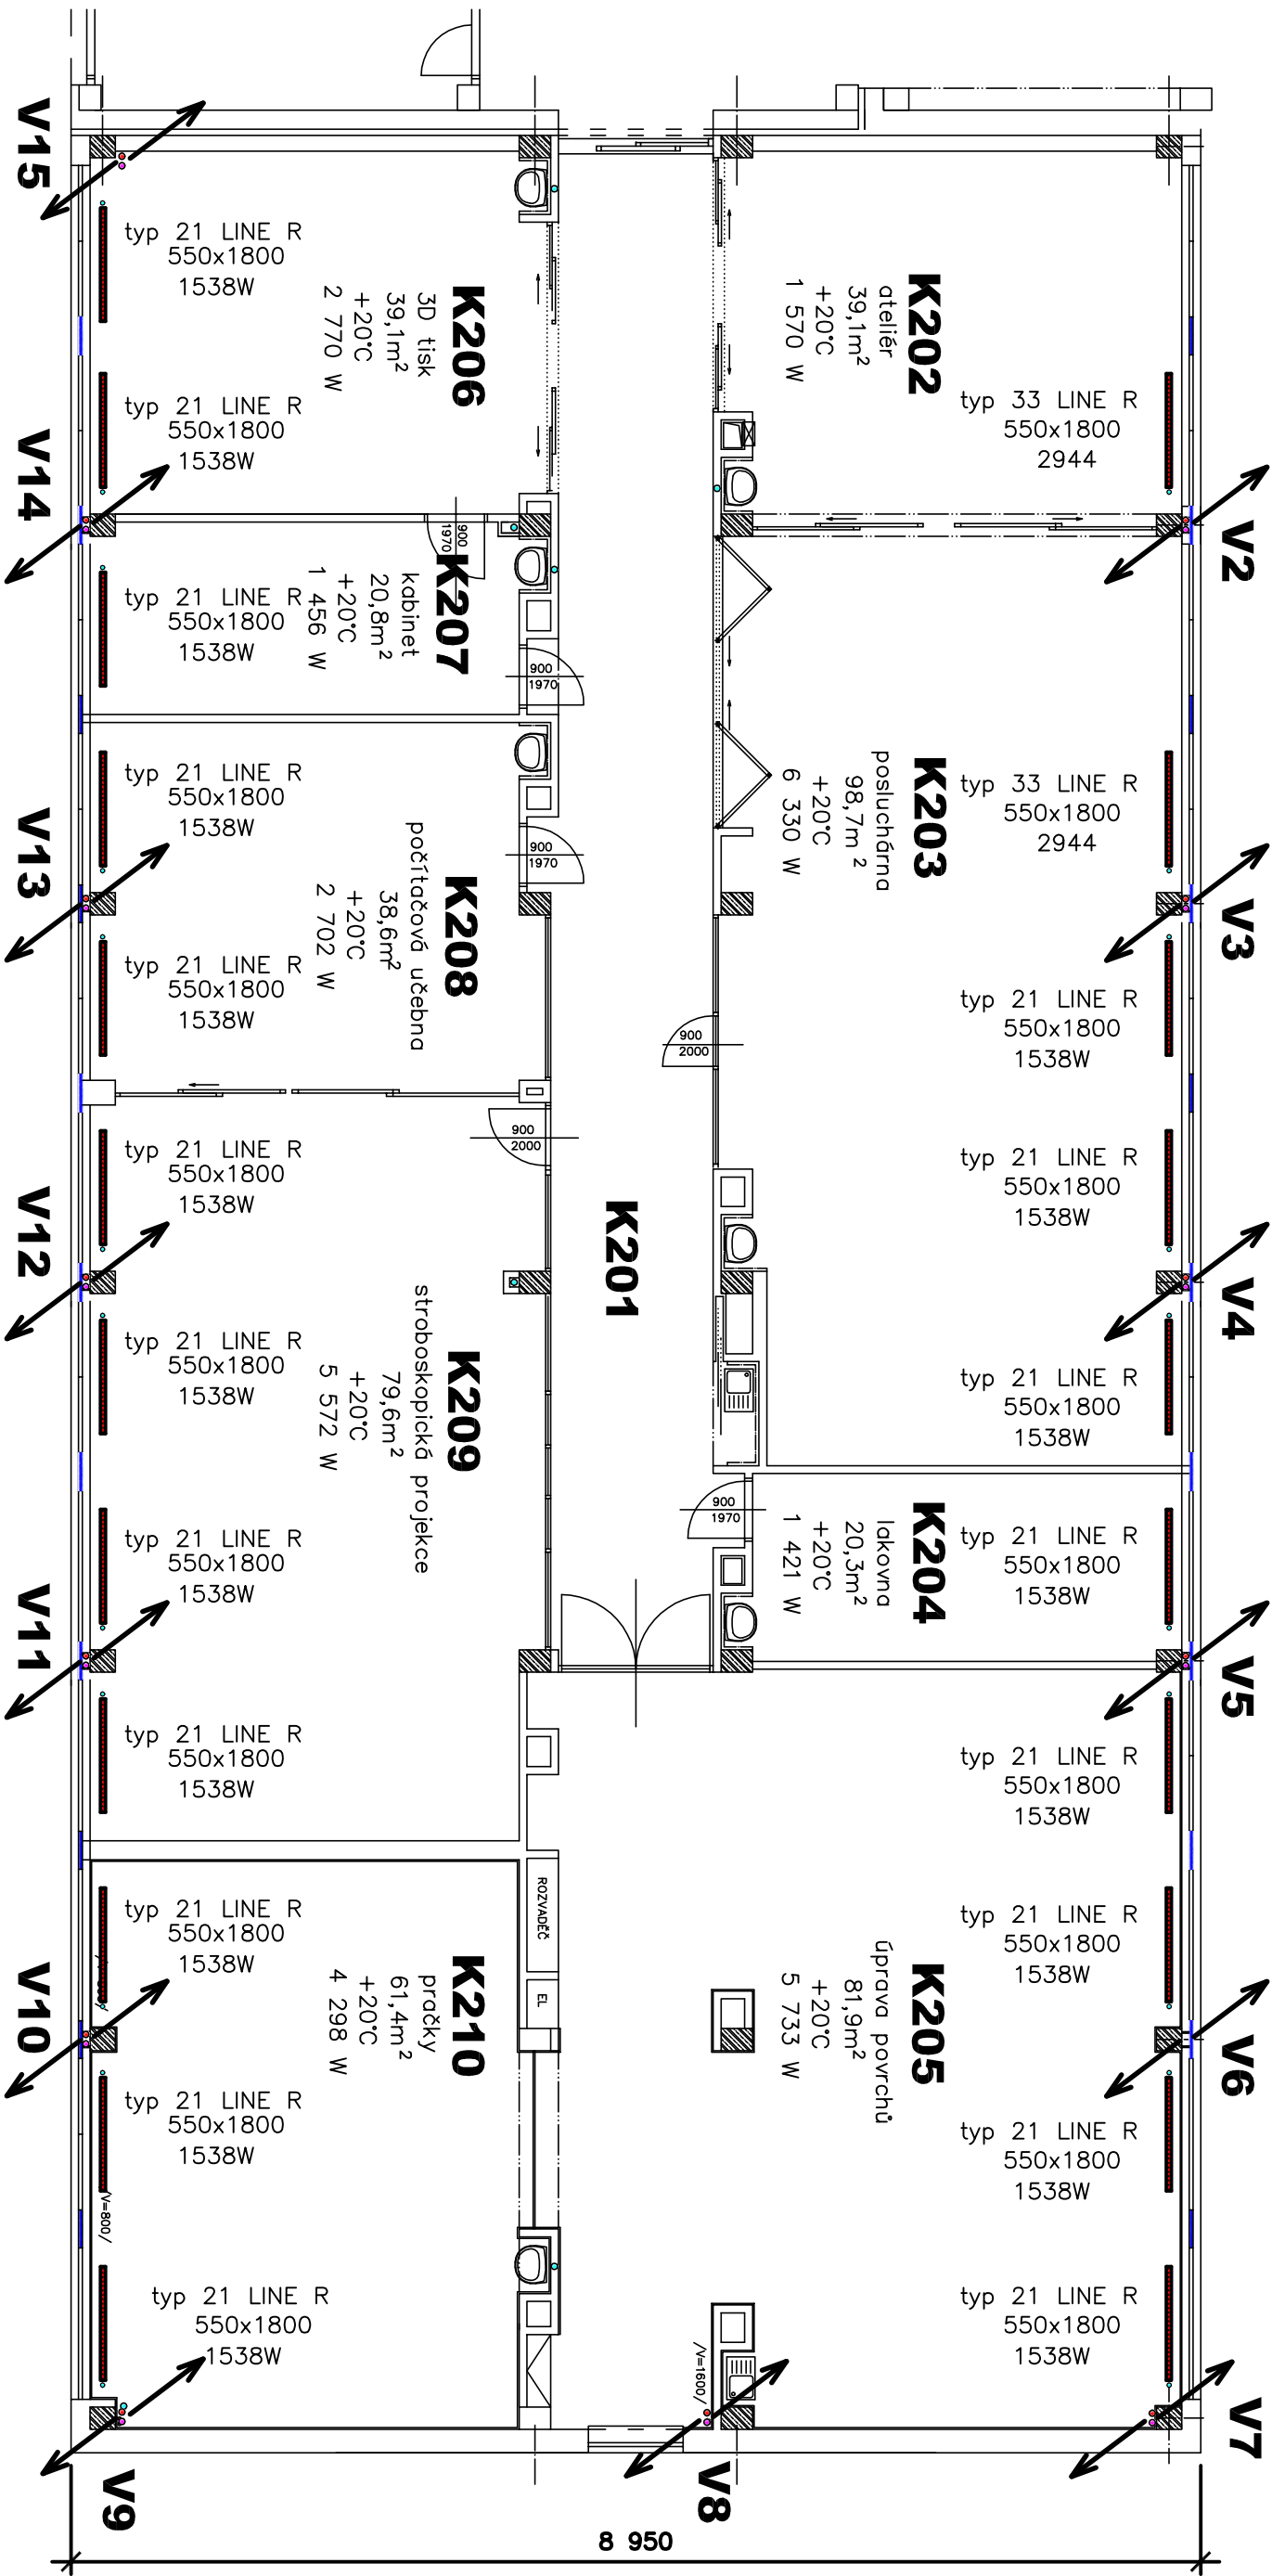 V15
V14
V13
V12
V11
V10
V9
V8
V7
V6
V5
V4
V3
V2
K202
ateliér
39,1m²
+20°C
1 570 W
typ 33 LINE R
550x1800
2944
K203
posluchárna
98,7m²
+20°C
6 330 W
typ 33 LINE R
550x1800
2944
typ 21 LINE R
550x1800
1538W
typ 21 LINE R
550x1800
1538W
typ 21 LINE R
550x1800
1538W
K204
lakovna
20,3m²
+20°C
1 421 W
typ 21 LINE R
550x1800
1538W
K205
úprava povrchů
81,9m²
+20°C
5 733 W
typ 21 LINE R
550x1800
1538W
typ 21 LINE R
550x1800
1538W
typ 21 LINE R
550x1800
1538W
typ 21 LINE R
550x1800
1538W
K201
K206
3D tisk
39,1m²
+20°C
2 770 W
typ 21 LINE R
550x1800
1538W
typ 21 LINE R
550x1800
1538W
K207
kabinet
20,8m²
+20°C
1 456 W
typ 21 LINE R
550x1800
1538W
K208
počítačová učebna
38,6m²
+20°C
2 702 W
typ 21 LINE R
550x1800
1538W
typ 21 LINE R
550x1800
1538W
K209
stroboskopická projekce
79,6m²
+20°C
5 572 W
typ 21 LINE R
550x1800
1538W
typ 21 LINE R
550x1800
1538W
typ 21 LINE R
550x1800
1538W
typ 21 LINE R
550x1800
1538W
K210
pračky
61,4m²
+20°C
4 298 W
typ 21 LINE R
550x1800
1538W
typ 21 LINE R
550x1800
1538W
typ 21 LINE R
550x1800
1538W
900
1970
900
1970
900
1970
900
2000
900
2000
900
1970
ROZVADĚČ
EL
/V=800/
/V=1600/
8 950